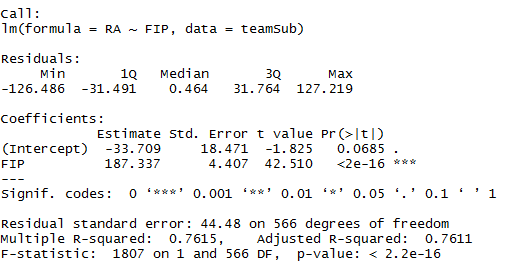 Call:
lm(formula = RA ~ FIP, data = teamSub)
Residuals:
Min 1Q Median 3Q Max
-126.486 -31.491 0.464 31.764 127.219
Coefficients:
Estimate Std. Error t value Pr(>|t|)
(Intercept) -33.709 18.471 -1.825 0.0685 .
FIP 187.337 4.407 42.510 <2e-16 ***
---
Signif. codes: 0 ‘***’ 0.001 ‘**’ 0.01 ‘*’ 0.05 ‘.’ 0.1 ‘ ’ 1
Residual standard error: 44.48 on 566 degrees of freedom
Multiple R-squared: 0.7615, Adjusted R-squared: 0.7611
F-statistic: 1807 on 1 and 566 DF, p-value: < 2.2e-16